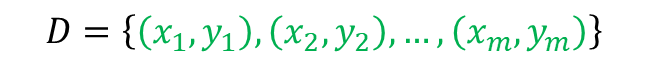 D = {(x₁, y₁), (x₂, y₂), … , (xₘ, yₘ)}